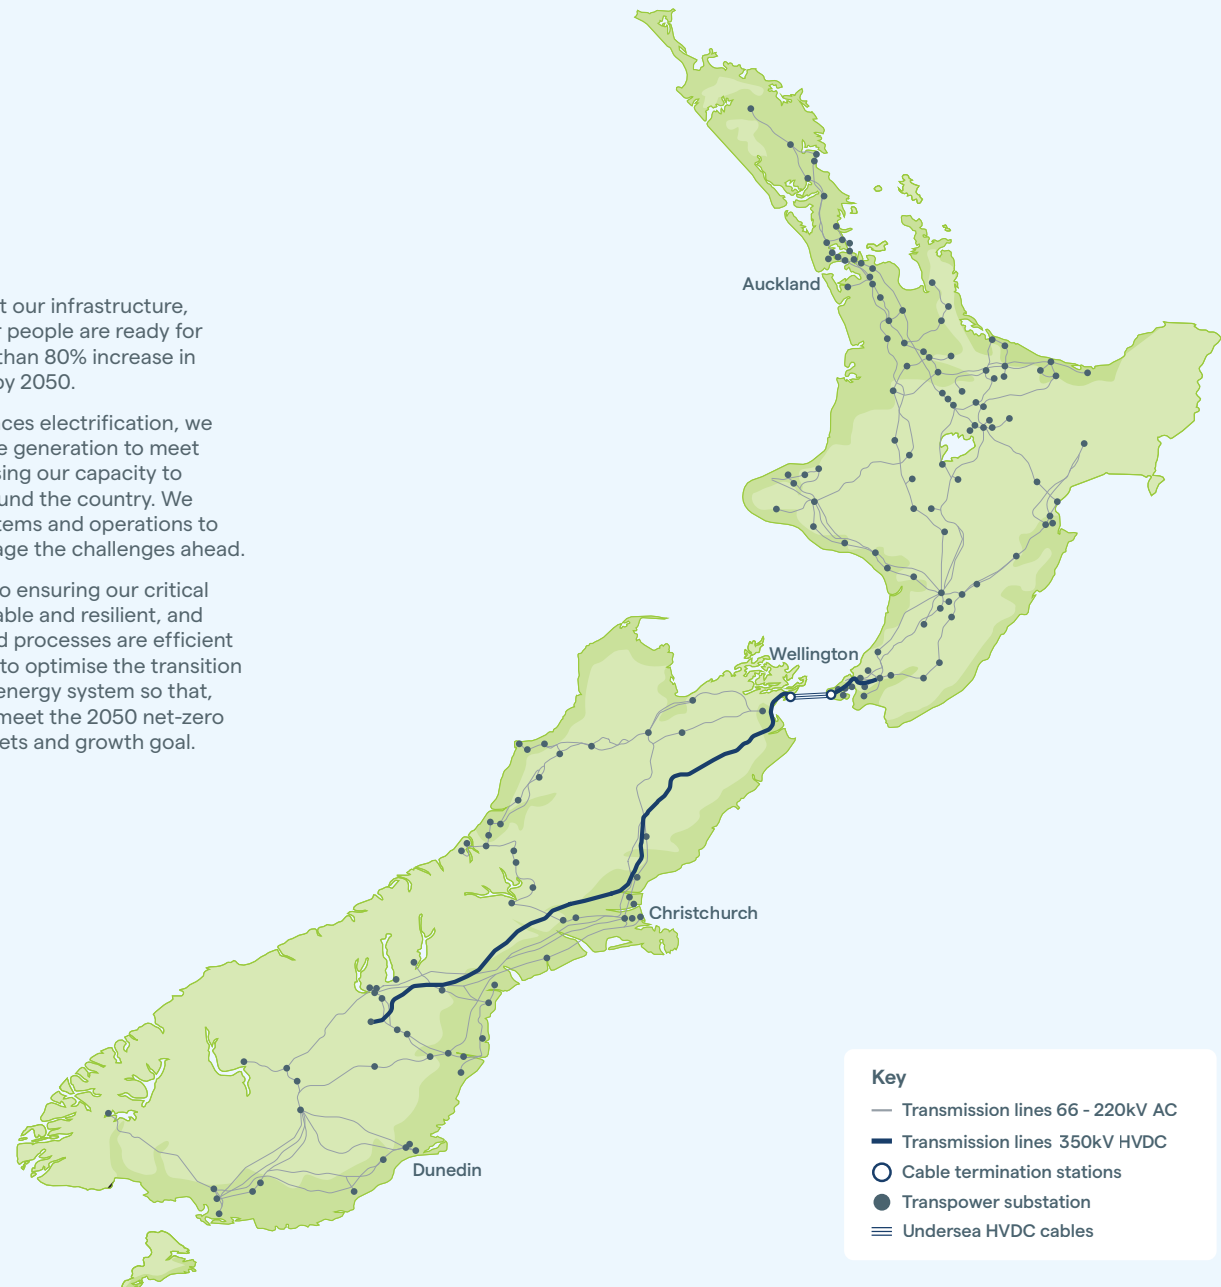 t our infrastructure,
people are ready for
than 80% increase in
by 2050.
ces electrification, we
e generation to meet
sing our capacity to
und the country. We
tems and operations to
age the challenges ahead.
o ensuring our critical
able and resilient, and
d processes are efficient
to optimise the transition
energy system so that,
meet the 2050 net-zero
ets and growth goal.
Auckland
Wellington
Christchurch
Dunedin
Key
Transmission lines 66 - 220kV AC
Transmission lines 350kV HVDC
Cable termination stations
Transpower substation
Undersea HVDC cables